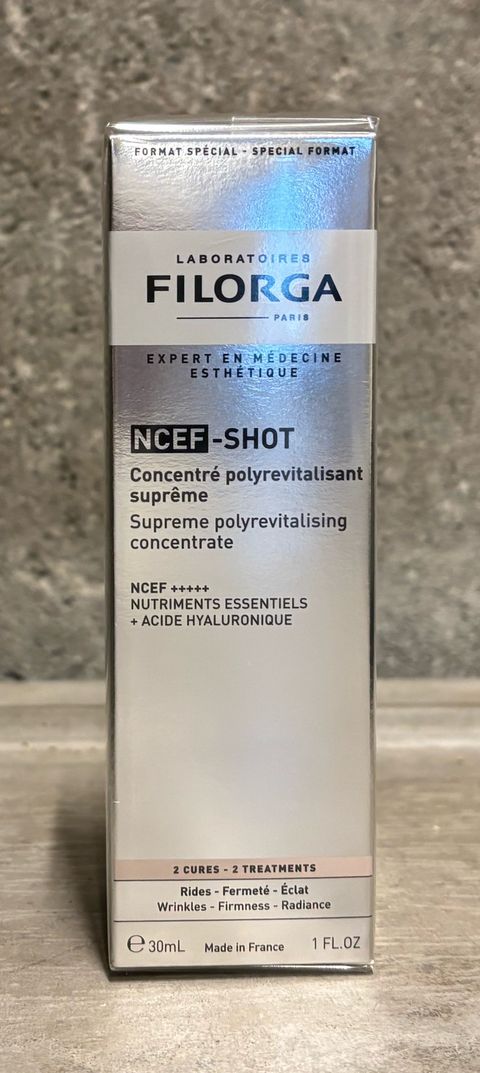 FORMAT SPÉCIAL - SPECIAL FORMAT
LABORATOIRES
FILORGA
PARIS
EXPERT EN MÉDECINE
ESTHÉTIQUE
NCEF-SHOT
Concentré polyrevitalisant
suprême
Supreme polyrevitalising
concentrate
NCEF +++++
NUTRIMENTS ESSENTIELS
+ ACIDE HYALURONIQUE
2 CURES - 2 TREATMENTS
Rides - Fermeté - Éclat
Wrinkles - Firmness - Radiance
℮ 30mL Made in France 1 FL.OZ